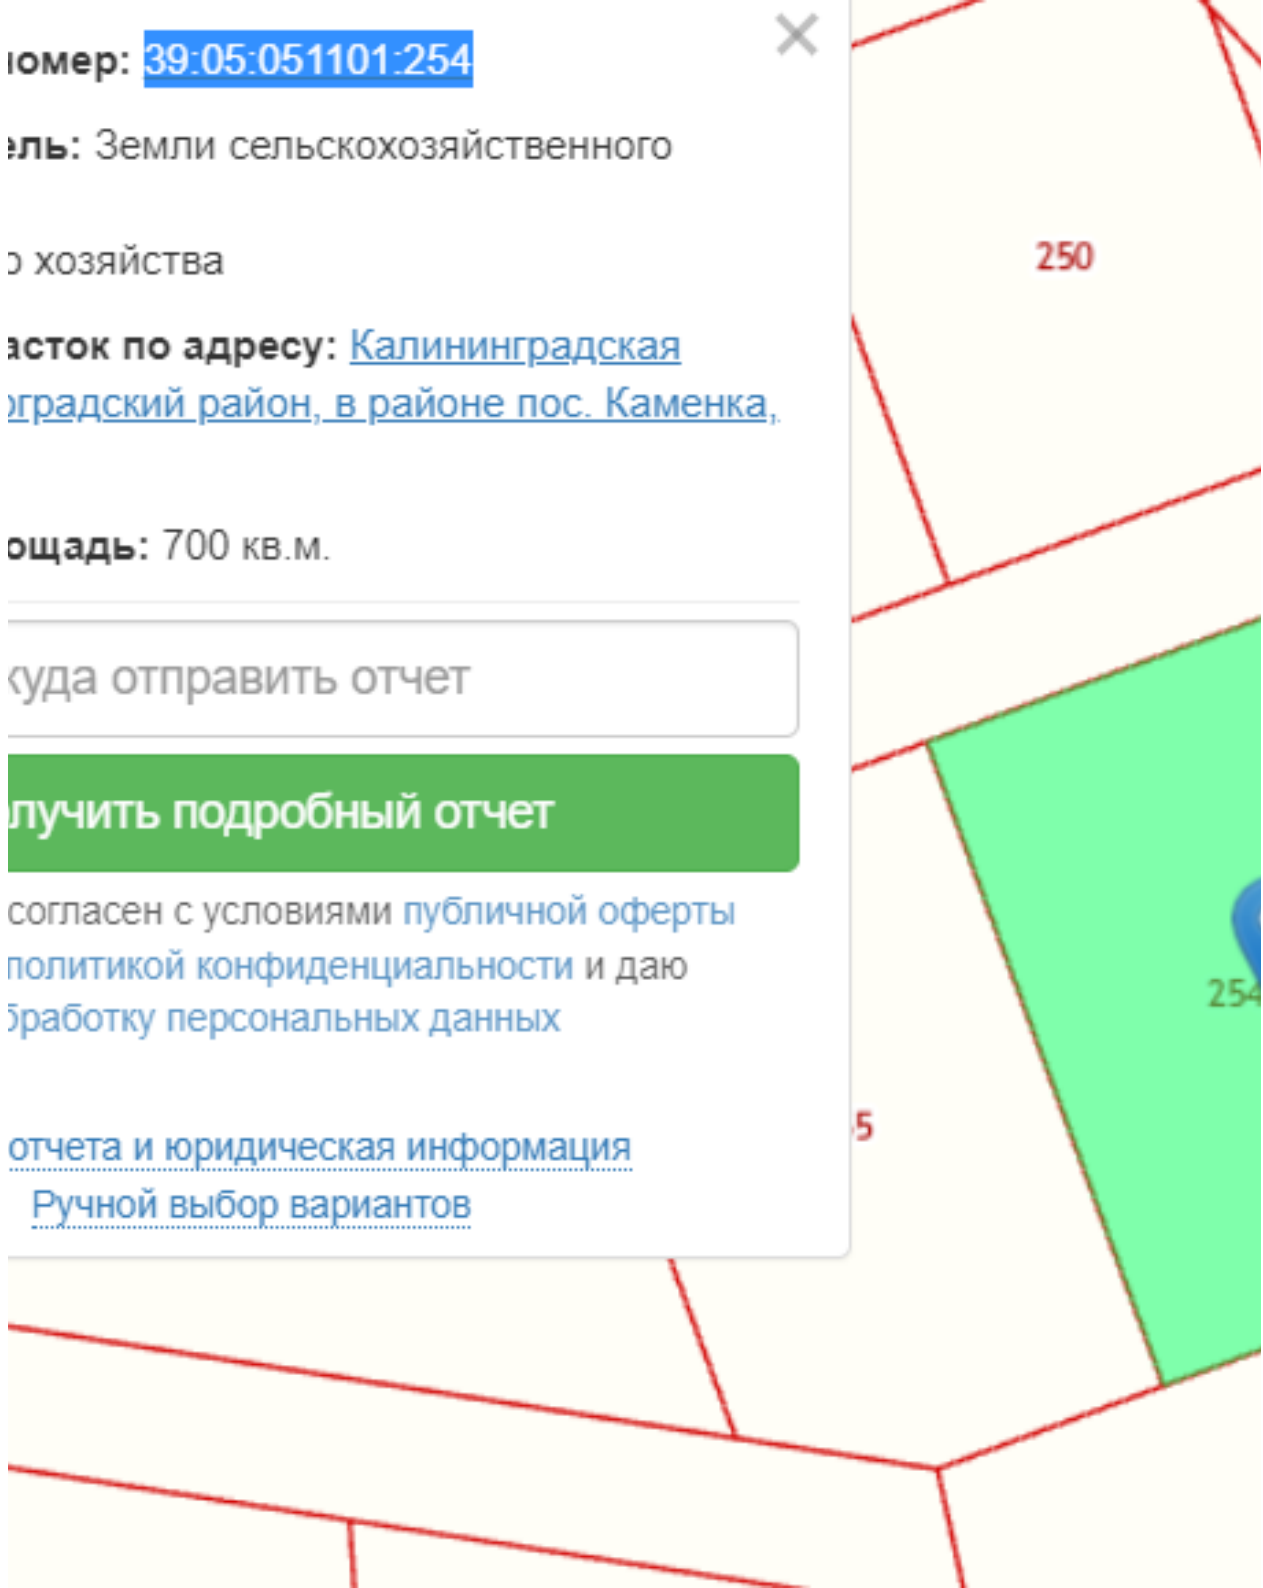 номер: 39:05:051101:254
ель: Земли сельскохозяйственного
о хозяйства
250
асток по адресу: Калининградская
оградский район, в районе пос. Каменка,
ощадь: 700 кв.м.
куда отправить отчет
олучить подробный отчет
согласен с условиями публичной оферты
политикой конфиденциальности и даю
254
бработку персональных данных
5
отчета и юридическая информация
Ручной выбор вариантов